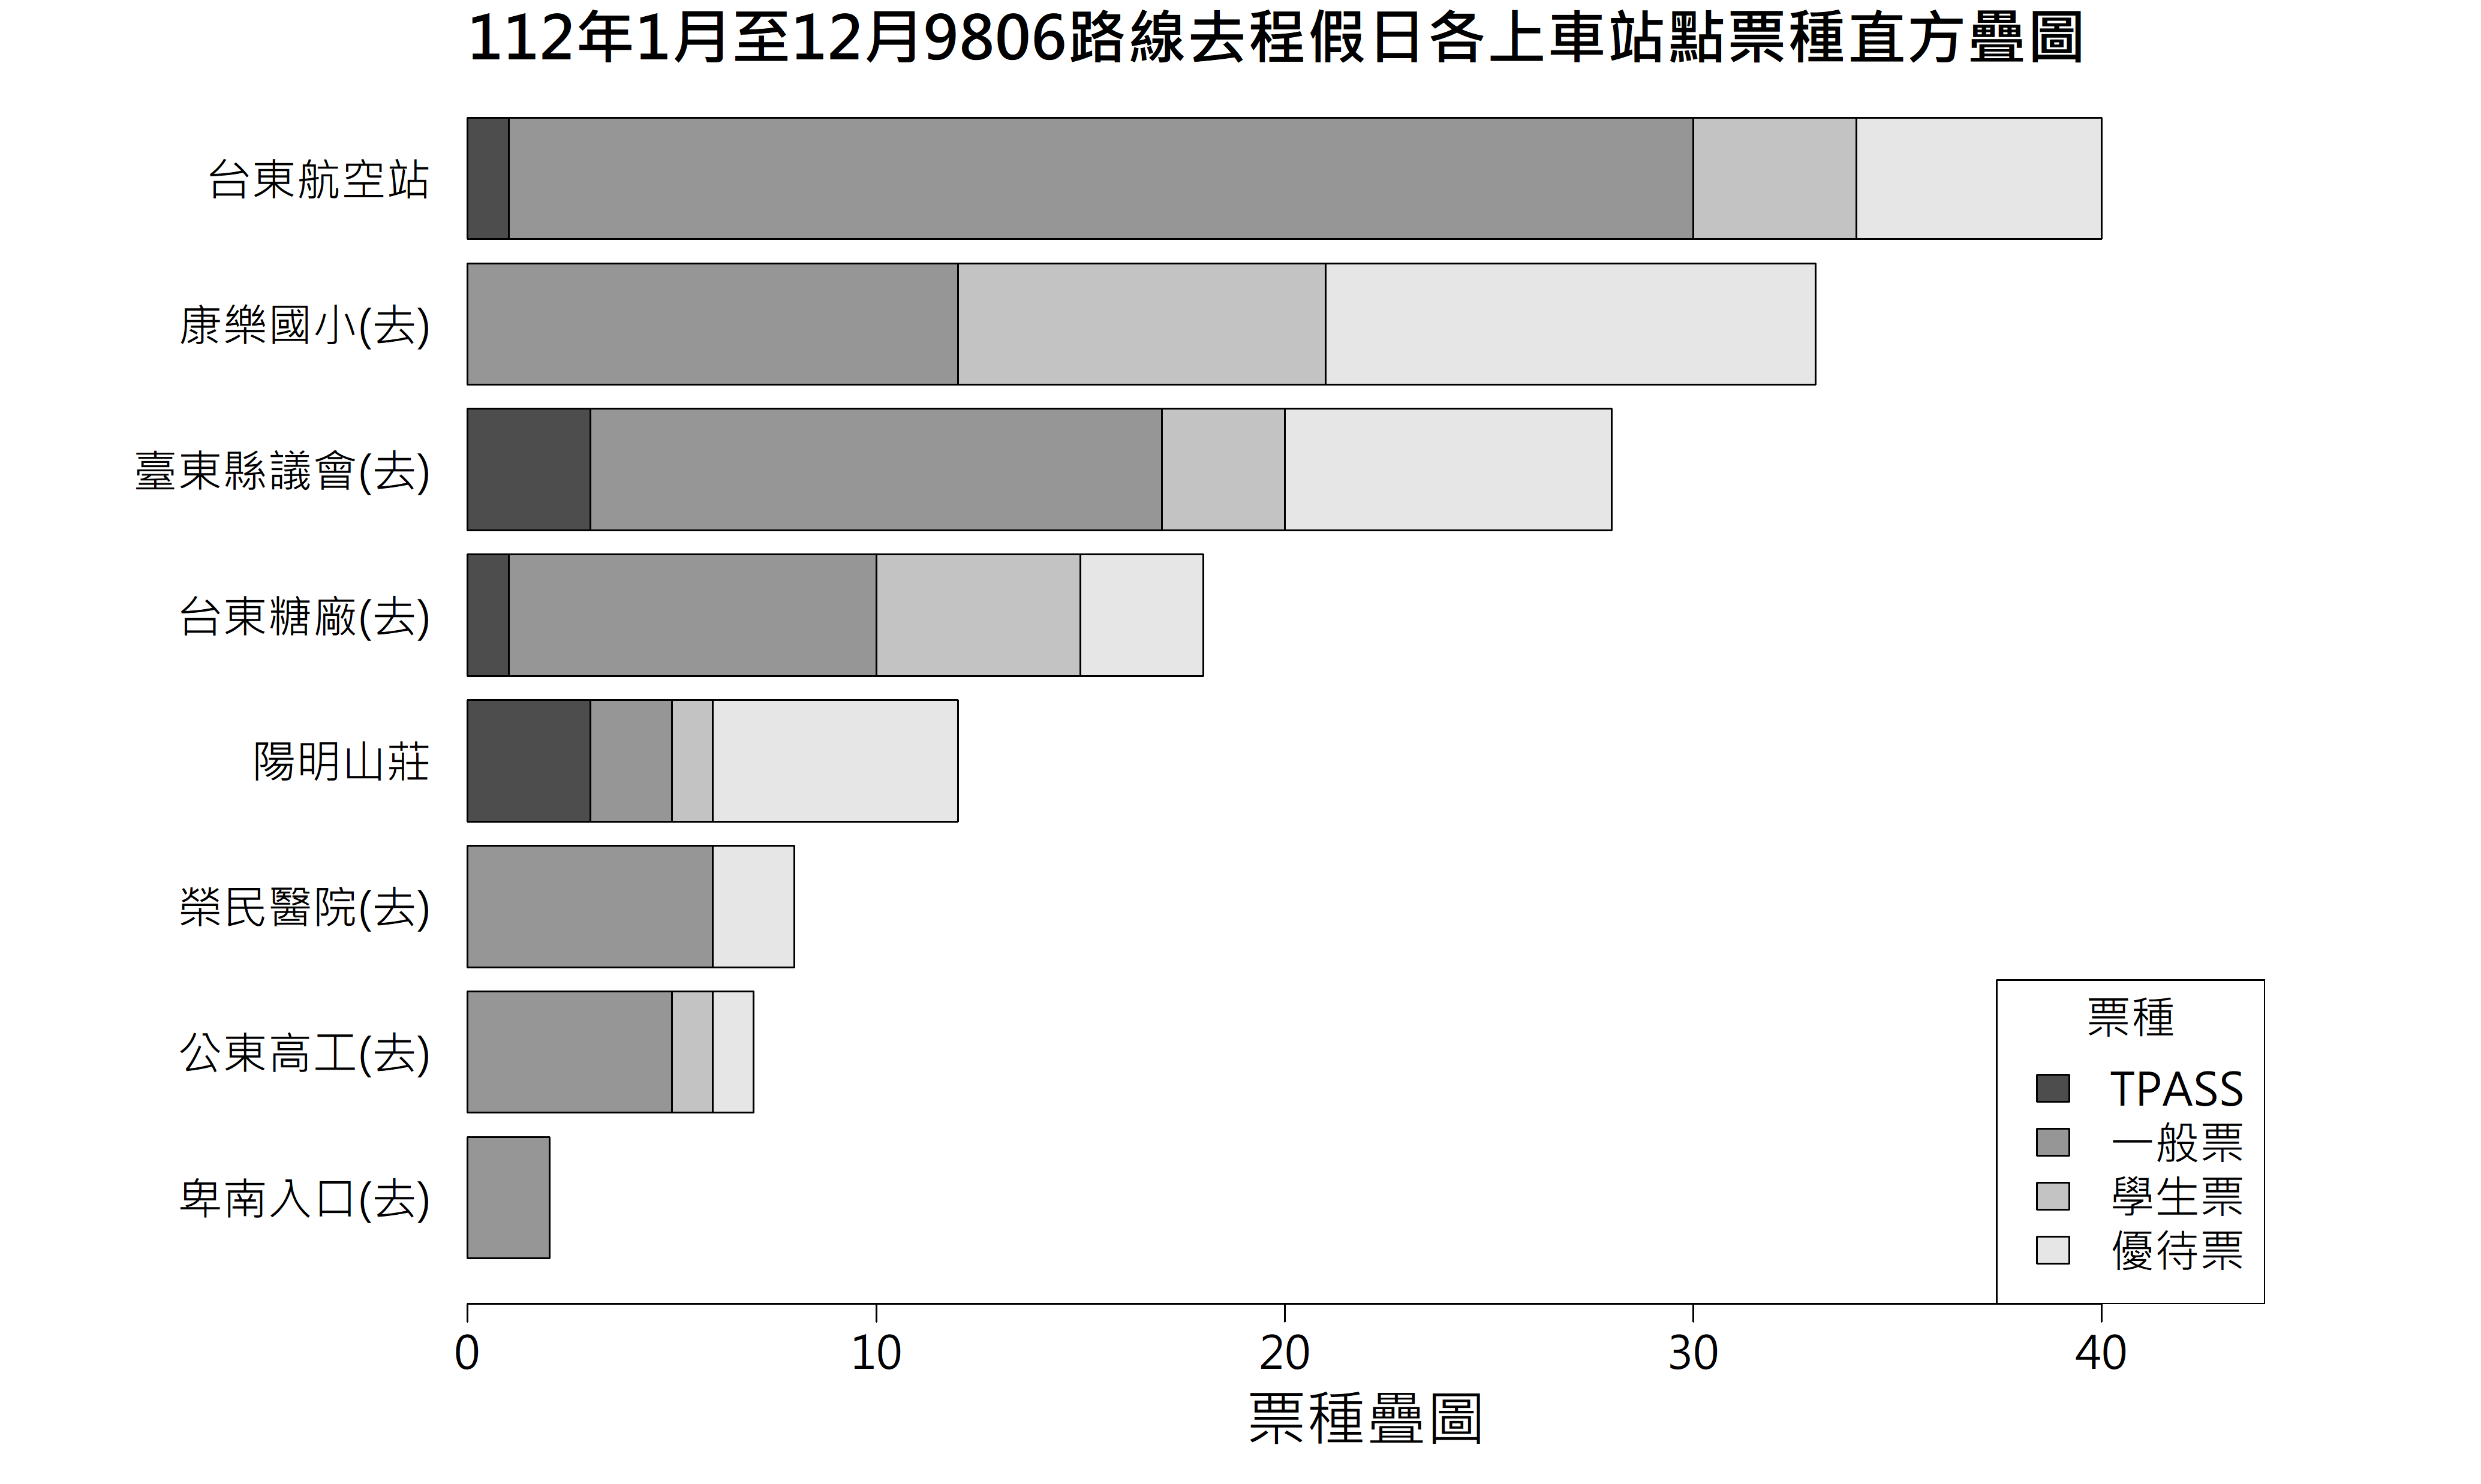 112年1月至12月9806路線去程假日各上車站點票種直方疊圖
台東航空站
康樂國小(去)
臺東縣議會(去)
台東糖廠(去)
陽明山莊
榮民醫院(去)
公東高工(去)
卑南入口(去)
票種
TPASS
一般票
學生票
優待票
0 10 20 30 40
票種疊圖